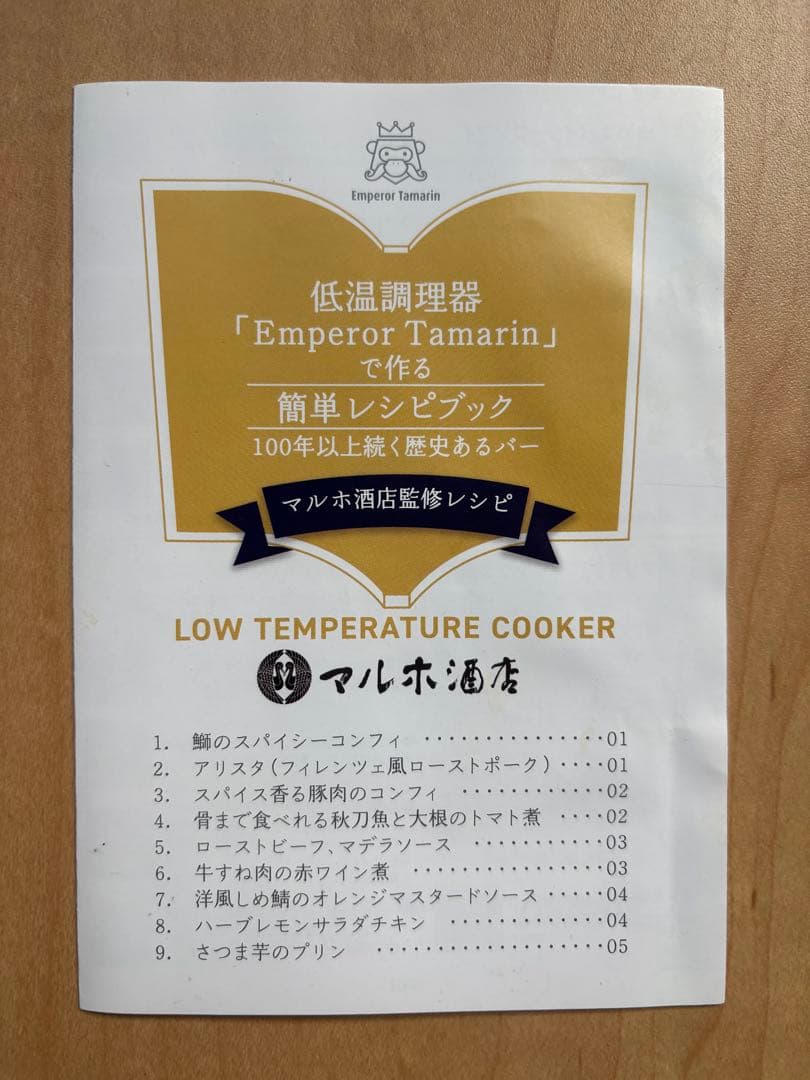 Emperor Tamarin
低温調理器
「Emperor Tamarin」
で作る
簡単レシピブック
100年以上続く歴史あるバー
マルホ酒店監修レシピ
LOW TEMPERATURE COOKER
マルホ酒店
1. 鰤のスパイシーコンフィ ・・・・・・・・・・・・・・・01
2. アリスタ(フィレンツェ風ローストポーク)・・・・01
3. スパイス香る豚肉のコンフィ ・・・・・・・・・・・・02
4. 骨まで食べれる秋刀魚と大根のトマト煮 ・・・・02
5. ローストビーフ、マデラソース ・・・・・・・・・・・03
6. 牛すね肉の赤ワイン煮 ・・・・・・・・・・・・・・・・03
7. 洋風しめ鯖のオレンジマスタードソース・・・・・04
8. ハーブレモンサラダチキン ・・・・・・・・・・・・・04
9. さつま芋のプリン ・・・・・・・・・・・・・・・・・・・05